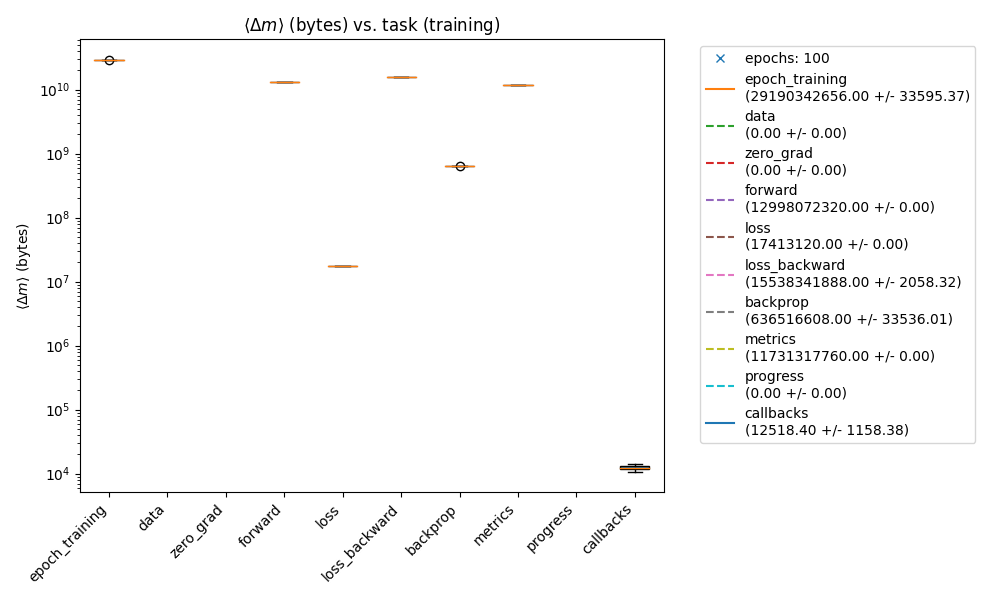 ⟨Δm⟩ (bytes) vs. task (training)
⟨Δm⟩ (bytes)
10^10
10^9
10^8
10^7
10^6
10^5
10^4
epoch_training
data
zero_grad
forward
loss
loss_backward
backprop
metrics
progress
callbacks
epochs: 100
epoch_training
(29190342656.00 +/- 33595.37)
data
(0.00 +/- 0.00)
zero_grad
(0.00 +/- 0.00)
forward
(12998072320.00 +/- 0.00)
loss
(17413120.00 +/- 0.00)
loss_backward
(15538341888.00 +/- 2058.32)
backprop
(636516608.00 +/- 33536.01)
metrics
(11731317760.00 +/- 0.00)
progress
(0.00 +/- 0.00)
callbacks
(12518.40 +/- 1158.38)